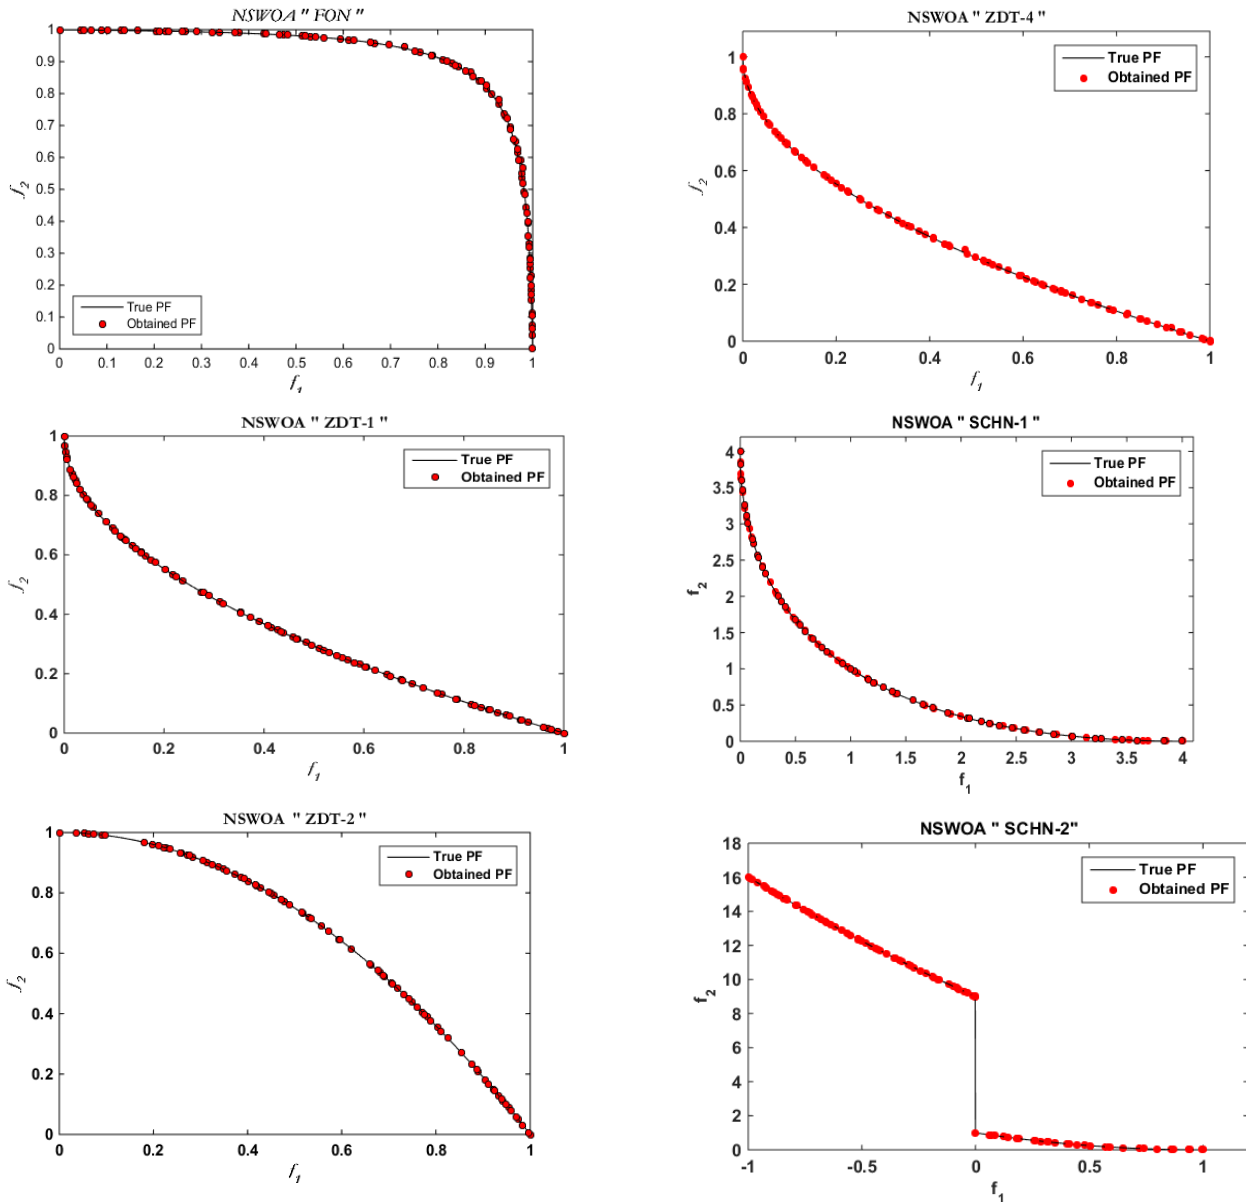 NSWOA " FON "
1
0.9
0.8
0.7
0.6
0.5
0.4
0.3
0.2
0.1
0
f2
True PF
Obtained PF
0 0.1 0.2 0.3 0.4 0.5 0.6 0.7 0.8 0.9 1
f1
NSWOA " ZDT-4 "
1
0.8
0.6
0.4
0.2
0
f2
True PF
Obtained PF
0 0.2 0.4 0.6 0.8 1
f1
NSWOA " ZDT-1 "
1
0.8
0.6
0.4
0.2
0
f2
True PF
Obtained PF
0 0.2 0.4 0.6 0.8 1
f1
NSWOA " SCHN-1 "
4
3.5
3
2.5
2
1.5
1
0.5
0
f2
True PF
Obtained PF
0 0.5 1 1.5 2 2.5 3 3.5 4
f1
NSWOA " ZDT-2 "
1
0.8
0.6
0.4
0.2
0
f2
True PF
Obtained PF
0 0.2 0.4 0.6 0.8 1
f1
NSWOA " SCHN-2"
18
16
14
12
10
8
6
4
2
0
f2
True PF
Obtained PF
-1 -0.5 0 0.5 1
f1